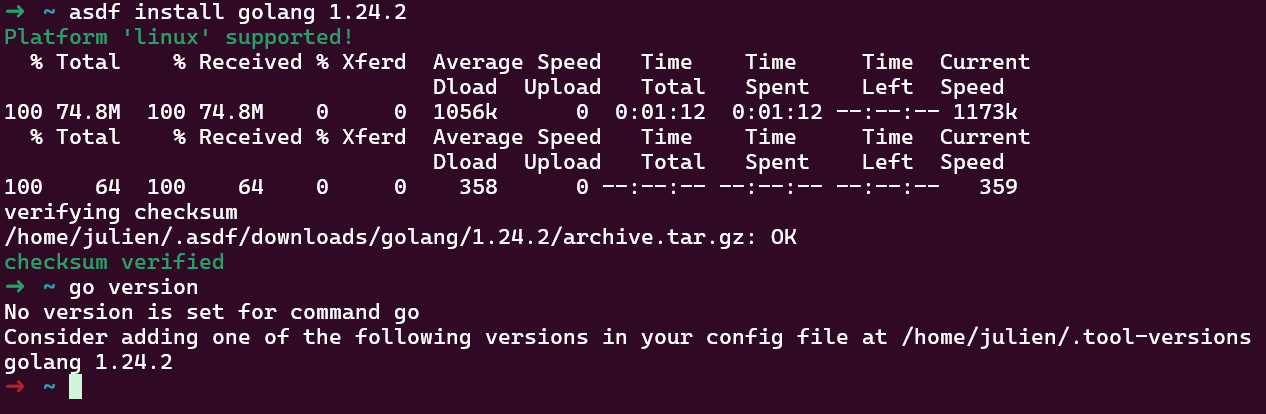 → ~ asdf install golang 1.24.2
Platform 'linux' supported!
  % Total    % Received % Xferd  Average Speed   Time    Time     Time  Current
                                 Dload  Upload   Total   Spent    Left  Speed
100 74.8M  100 74.8M    0     0  1056k      0  0:01:12  0:01:12 --:--:-- 1173k
  % Total    % Received % Xferd  Average Speed   Time    Time     Time  Current
                                 Dload  Upload   Total   Spent    Left  Speed
100    64  100    64    0     0    358      0 --:--:-- --:--:-- --:--:--   359
verifying checksum
/home/julien/.asdf/downloads/golang/1.24.2/archive.tar.gz: OK
checksum verified
→ ~ go version
No version is set for command go
Consider adding one of the following versions in your config file at /home/julien/.tool-versions
golang 1.24.2
→ ~